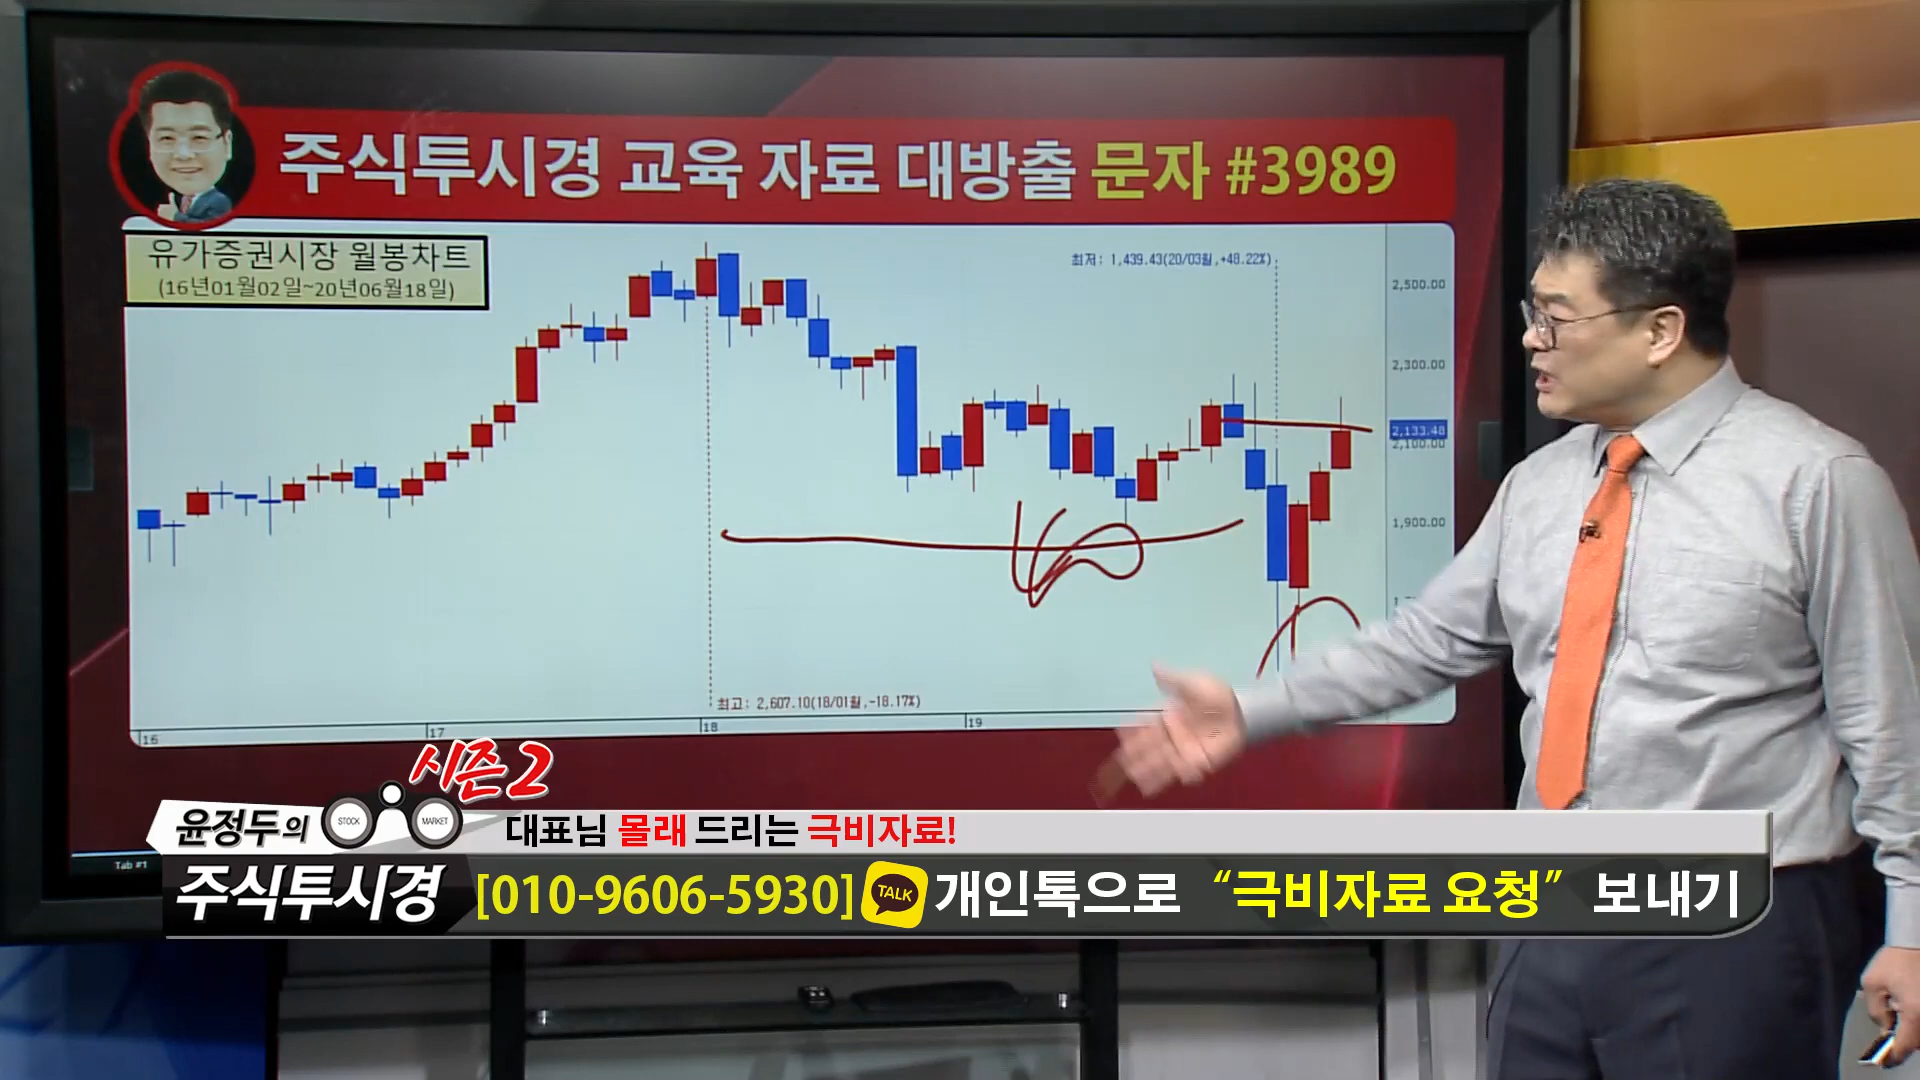 주식투시경 교육 자료 대방출 문자 #3989
유가증권시장 월봉차트
(16년01월02일~20년06월18일)
최저: 1,439.43(20/03월,+48.22%)
2,500.00
2,300.00
2,133.48
2,100.00
1,900.00
최고: 2,607.10(18/01월,-18.17%)
16
17
18
19
시즌2
윤정두의
STOCK
MARKET
주식투시경
대표님 몰래 드리는 극비자료!
Tab #1
[010-9606-5930] TALK 개인톡으로 “극비자료 요청” 보내기